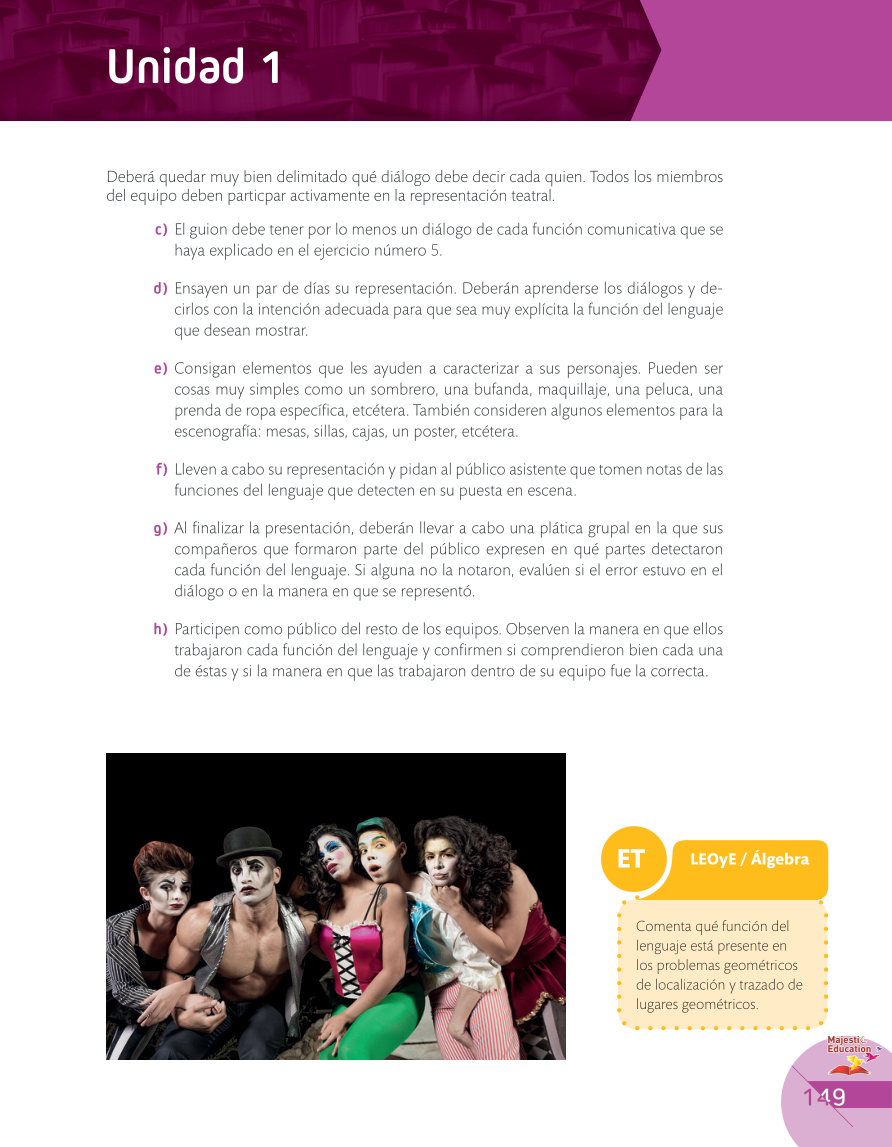 Unidad 1
Deberá quedar muy bien delimitado qué diálogo debe decir cada quien. Todos los miembros
del equipo deben particpar activamente en la representación teatral.
c) El guion debe tener por lo menos un diálogo de cada función comunicativa que se
haya explicado en el ejercicio número 5.
d) Ensayen un par de días su representación. Deberán aprenderse los diálogos y de-
cirlos con la intención adecuada para que sea muy explícita la función del lenguaje
que desean mostrar.
e) Consigan elementos que les ayuden a caracterizar a sus personajes. Pueden ser
cosas muy simples como un sombrero, una bufanda, maquillaje, una peluca, una
prenda de ropa específica, etcétera. También consideren algunos elementos para la
escenografía: mesas, sillas, cajas, un poster, etcétera.
f) Lleven a cabo su representación y pidan al público asistente que tomen notas de las
funciones del lenguaje que detecten en su puesta en escena.
g) Al finalizar la presentación, deberán llevar a cabo una plática grupal en la que sus
compañeros que formaron parte del público expresen en qué partes detectaron
cada función del lenguaje. Si alguna no la notaron, evalúen si el error estuvo en el
diálogo o en la manera en que se representó.
h) Participen como público del resto de los equipos. Observen la manera en que ellos
trabajaron cada función del lenguaje y confirmen si comprendieron bien cada una
de éstas y si la manera en que las trabajaron dentro de su equipo fue la correcta.
ET
LEOyE / Álgebra
Comenta qué función del
lenguaje está presente en
los problemas geométricos
de localización y trazado de
lugares geométricos.
Majestic
Education
149